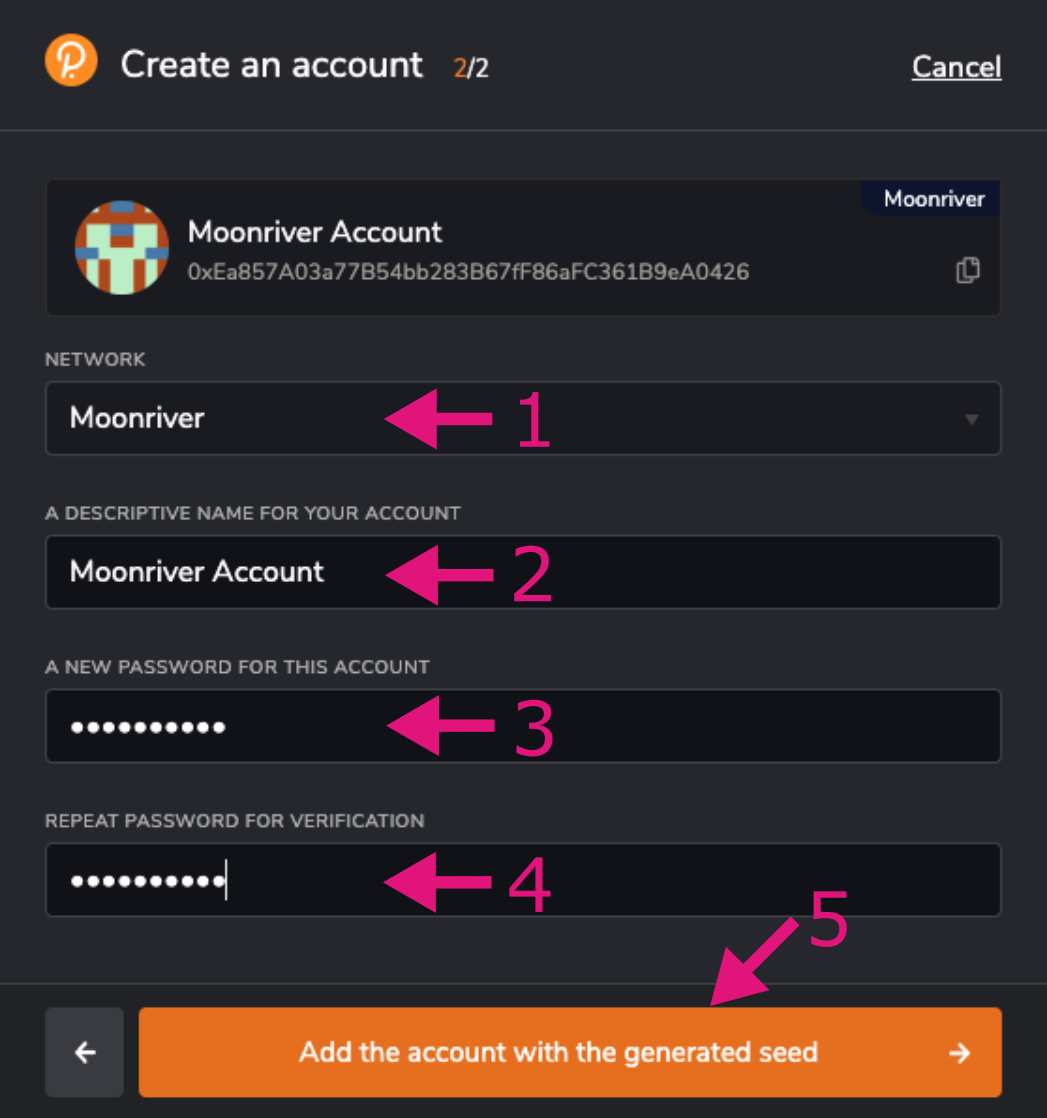 Create an account 2/2 Cancel
Moonriver
Moonriver Account
0xEa857A03a77B54bb283B67fF86aFC361B9eA0426
NETWORK
Moonriver 1
A DESCRIPTIVE NAME FOR YOUR ACCOUNT
Moonriver Account 2
A NEW PASSWORD FOR THIS ACCOUNT
•••••••••• 3
REPEAT PASSWORD FOR VERIFICATION
•••••••••• 4
5
Add the account with the generated seed